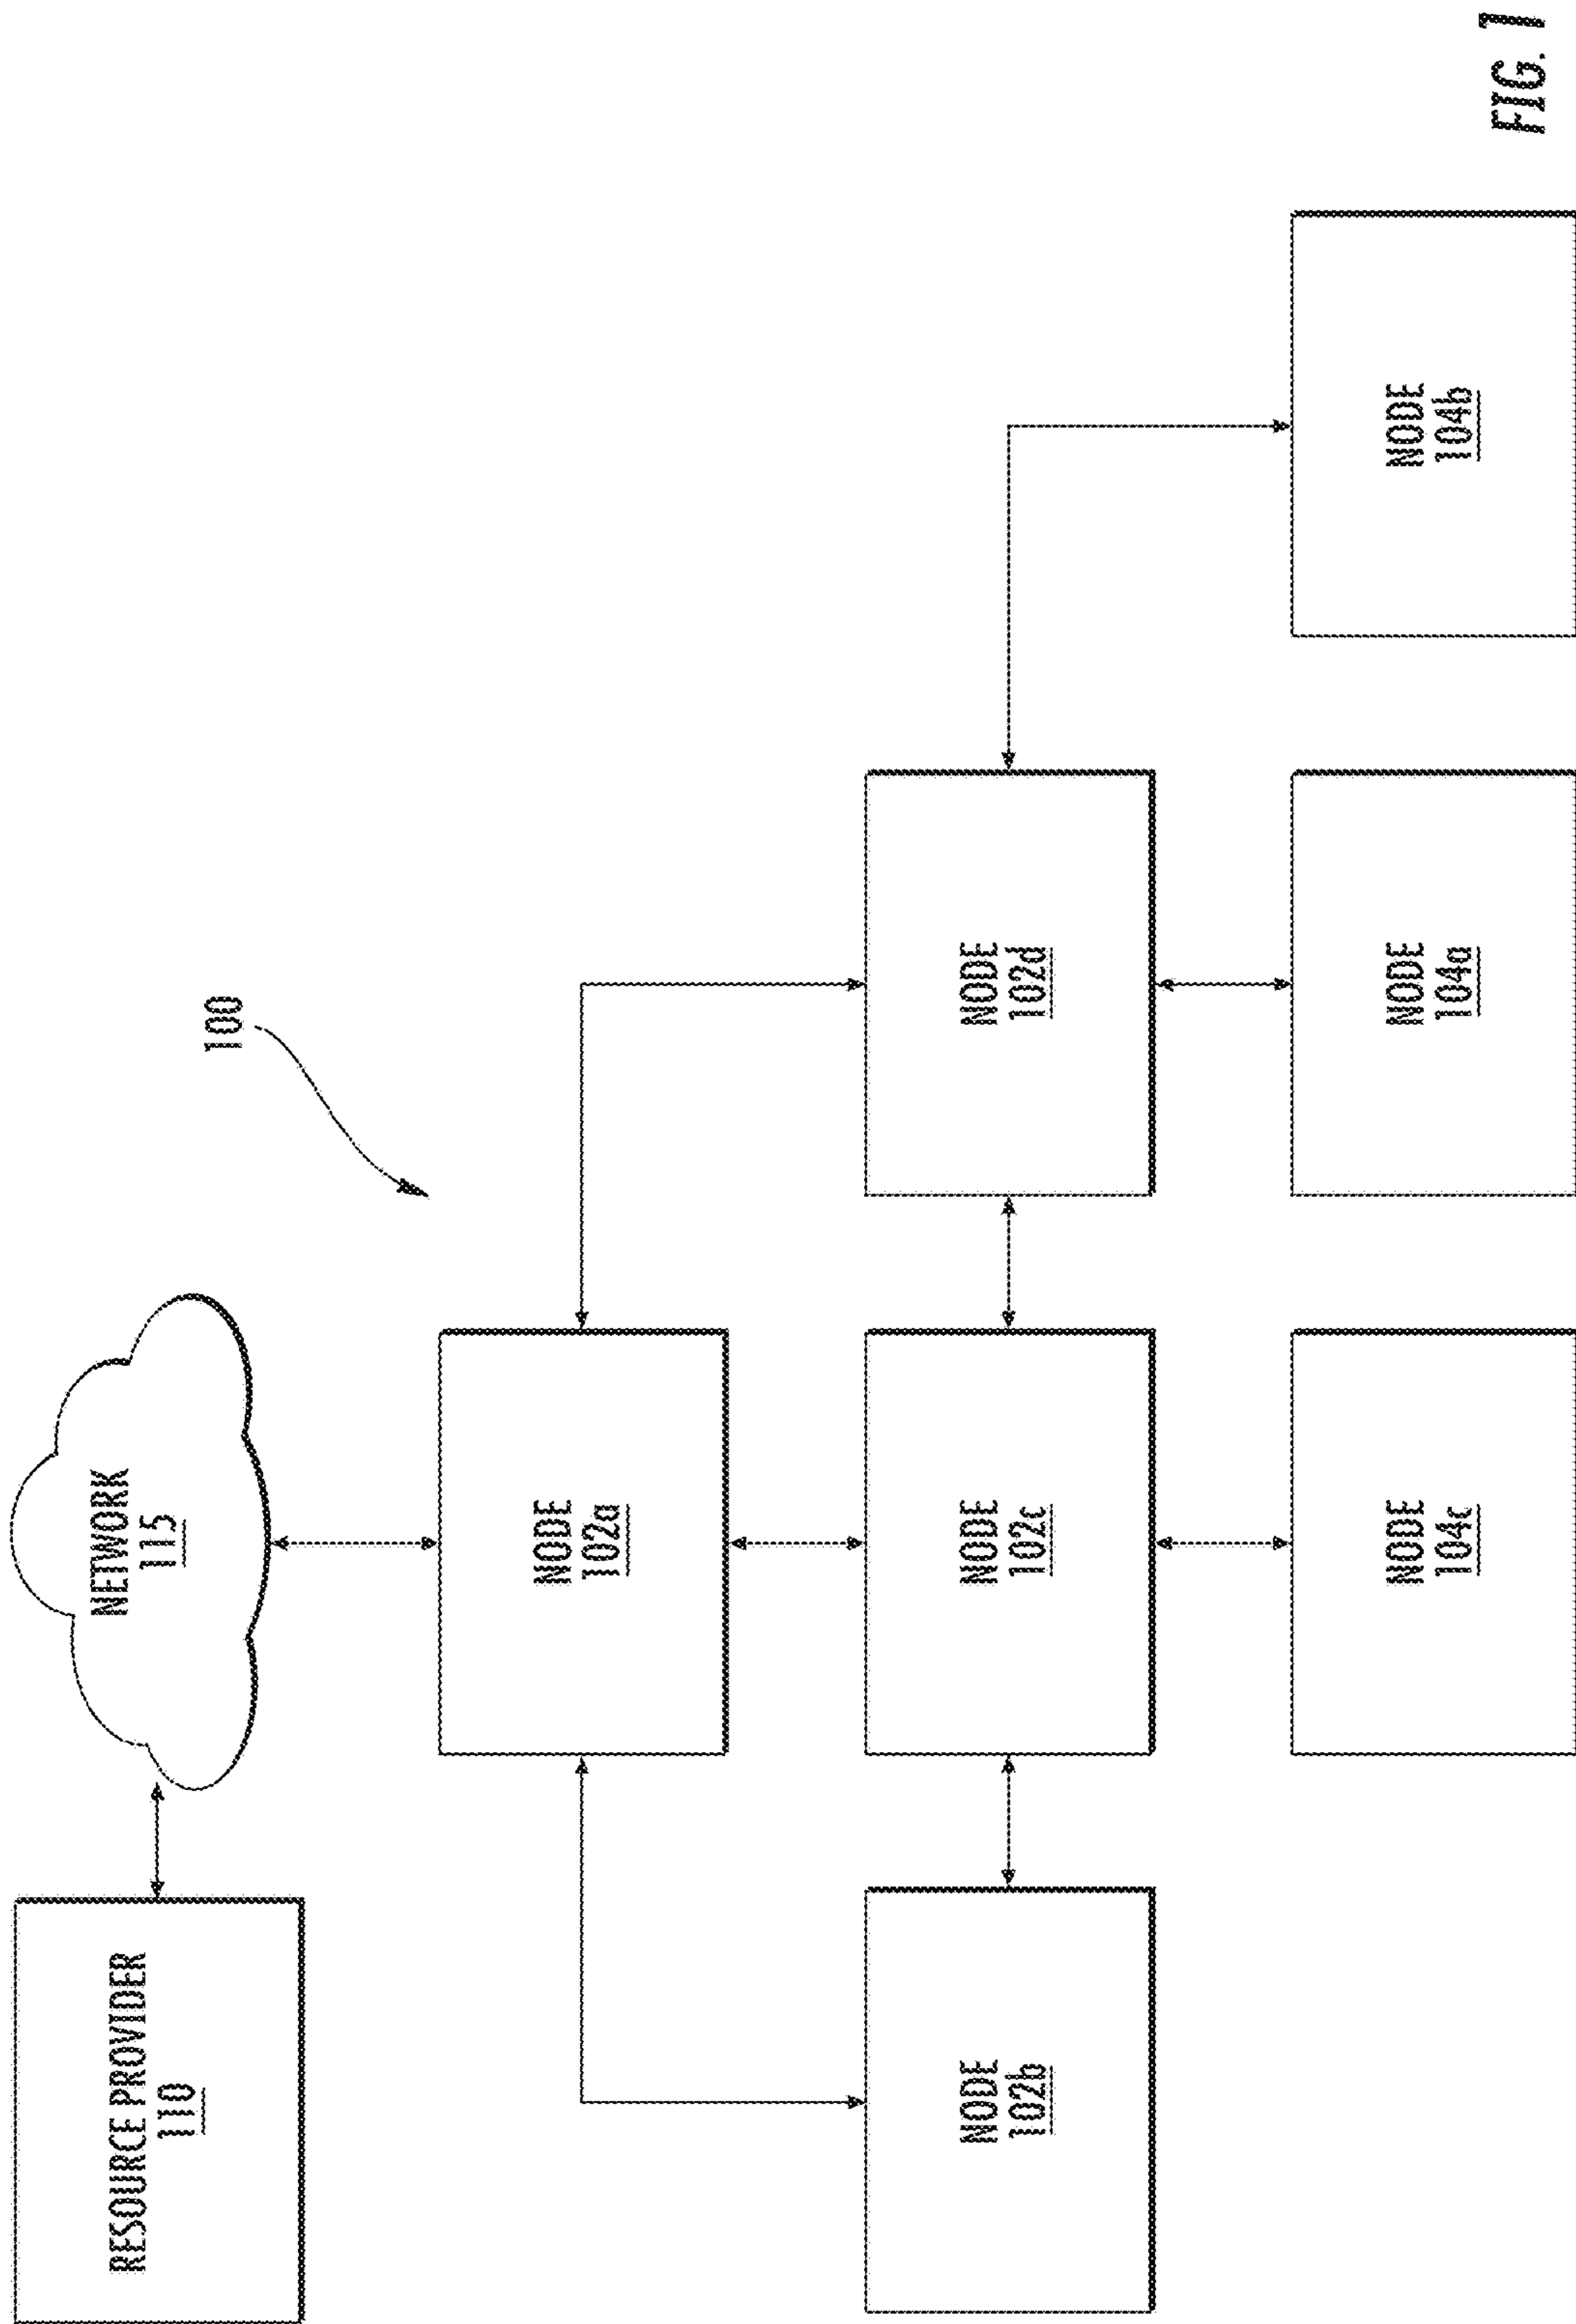 RESOURCE PROVIDER
110
NETWORK
115
100
NODE
102a
NODE
102b
NODE
102c
NODE
102d
NODE
104c
NODE
104a
NODE
104b
FIG. 1